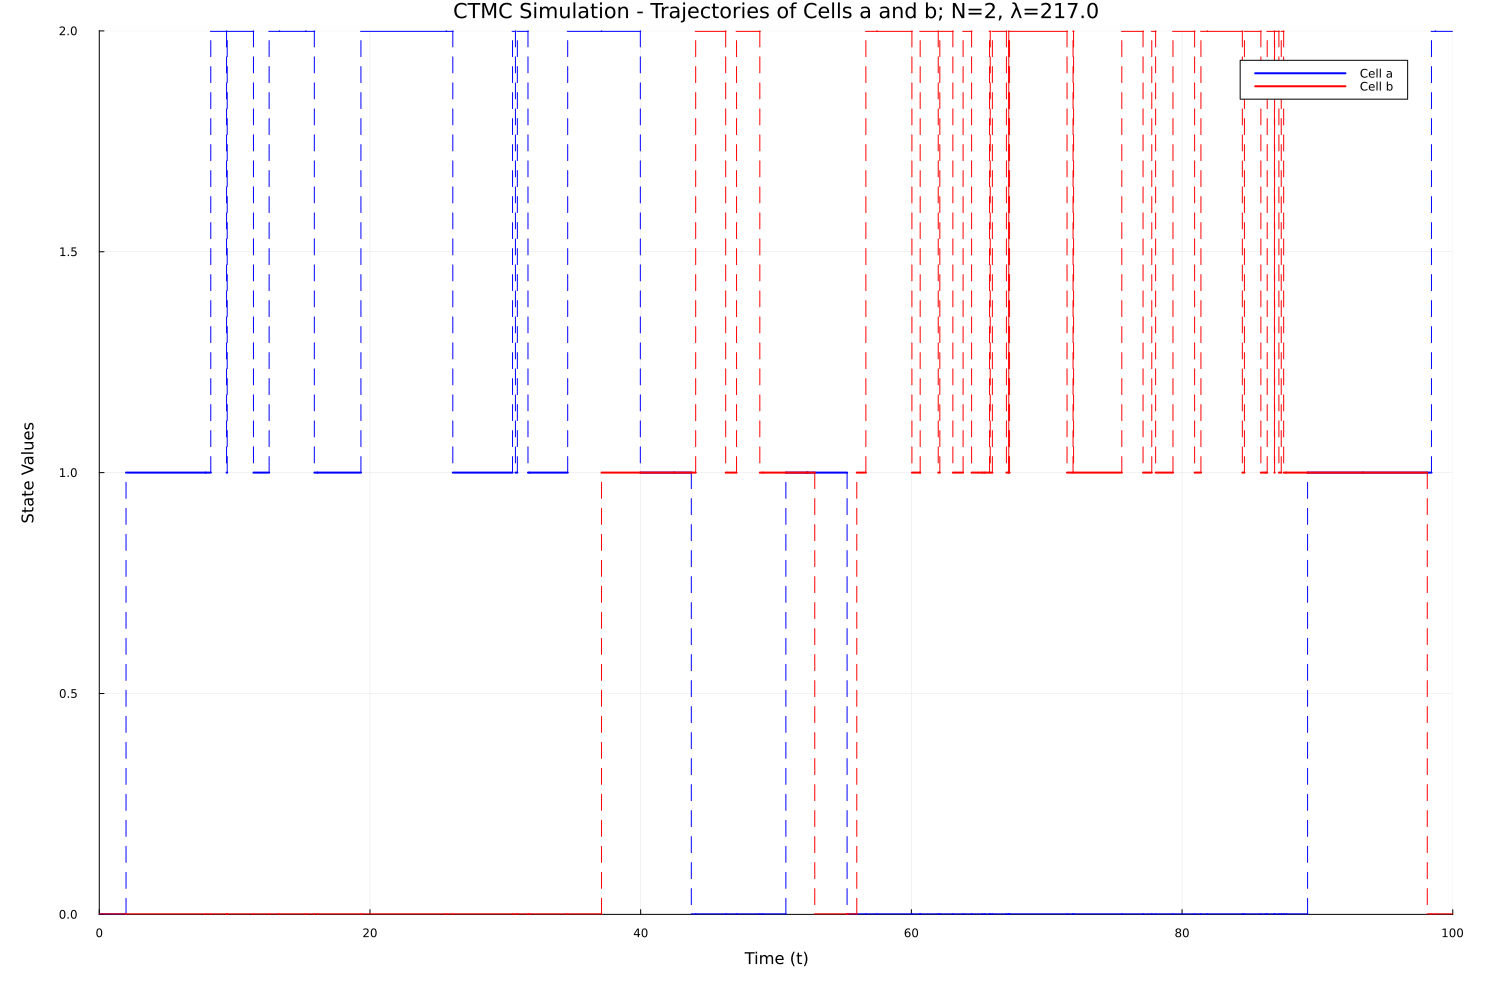 CTMC Simulation - Trajectories of Cells a and b; N=2, λ=217.0
2.0
Cell a
Cell b
1.5
1.0
State Values
0.5
0.0
0 20 40 60 80 100
Time (t)